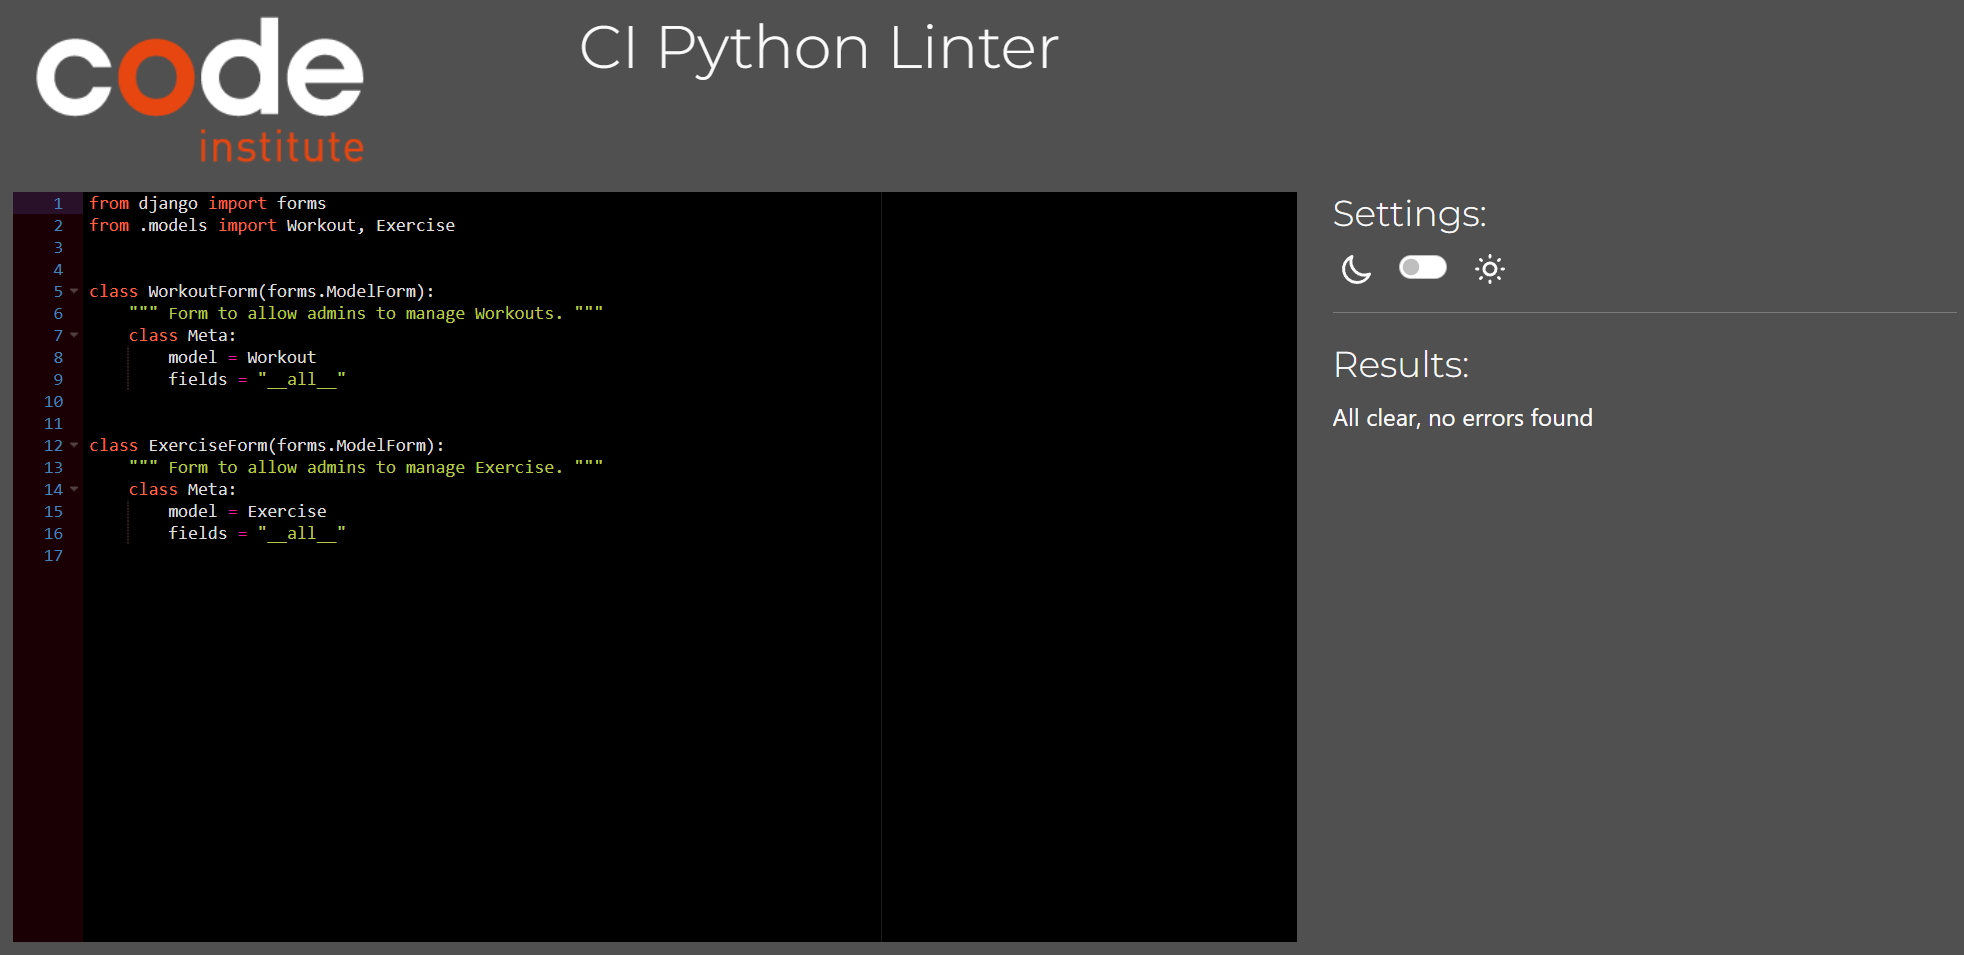 code
institute
CI Python Linter
1 from django import forms
2 from .models import Workout, Exercise
3
4
5 class WorkoutForm(forms.ModelForm):
6     """ Form to allow admins to manage Workouts. """
7     class Meta:
8         model = Workout
9         fields = "__all__"
10
11
12 class ExerciseForm(forms.ModelForm):
13     """ Form to allow admins to manage Exercise. """
14     class Meta:
15         model = Exercise
16         fields = "__all__"
17
Settings:
Results:
All clear, no errors found